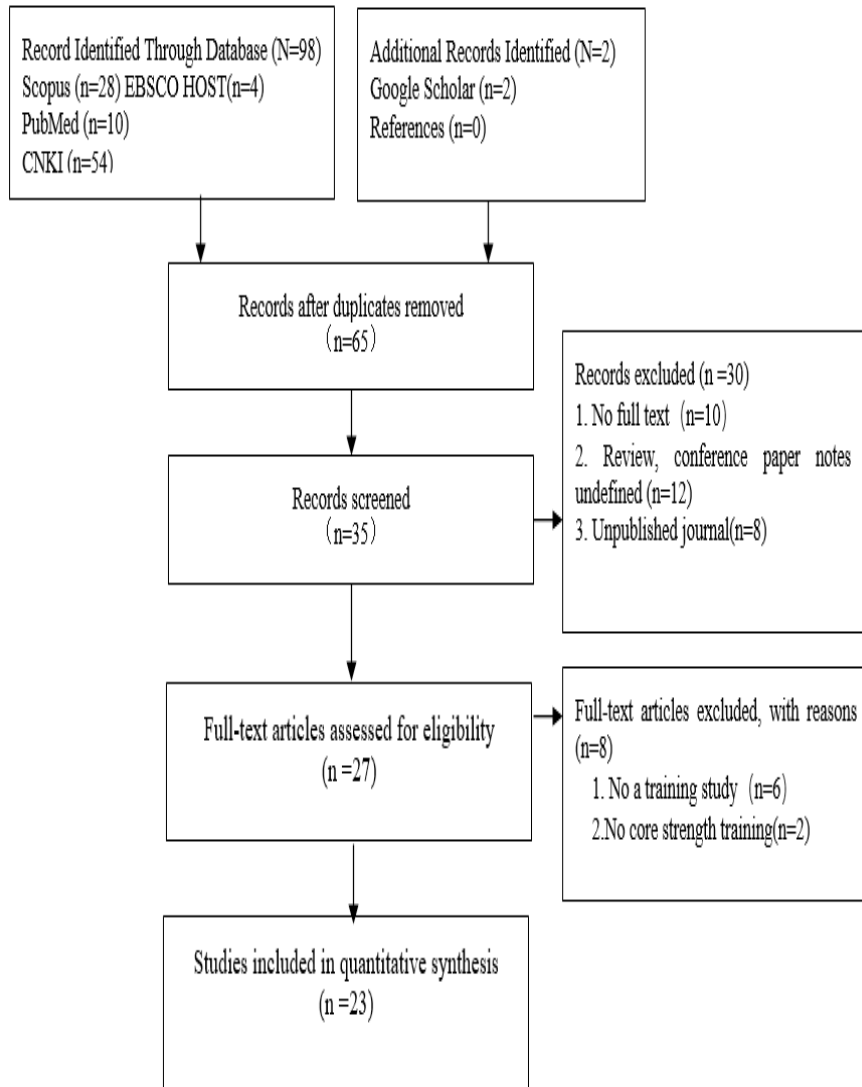 Record Identified Through Database (N=98)
Scopus (n=28) EBSCO HOST(n=4)
PubMed (n=10)
CNKI (n=54)
Additional Records Identified (N=2)
Google Scholar (n=2)
References (n=0)
Records after duplicates removed
（n=65)
Records excluded (n =30)
1. No full text（n=10)
2. Review, conference paper notes
undefined (n=12)
3. Unpublished journal(n=8)
Records screened
(n=35)
Full-text articles assessed for eligibility
(n =27)
Full-text articles excluded, with reasons
(n=8)
1. No a training study（n=6)
2.No core strength training(n=2)
Studies included in quantitative synthesis
(n =23)